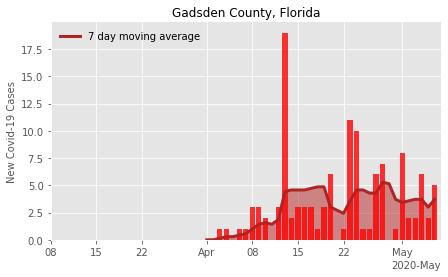 Gadsden County, Florida
7 day moving average
New Covid-19 Cases
17.5
15.0
12.5
10.0
7.5
5.0
2.5
0.0
08 15 22 Apr 08 15 22 May
2020-May